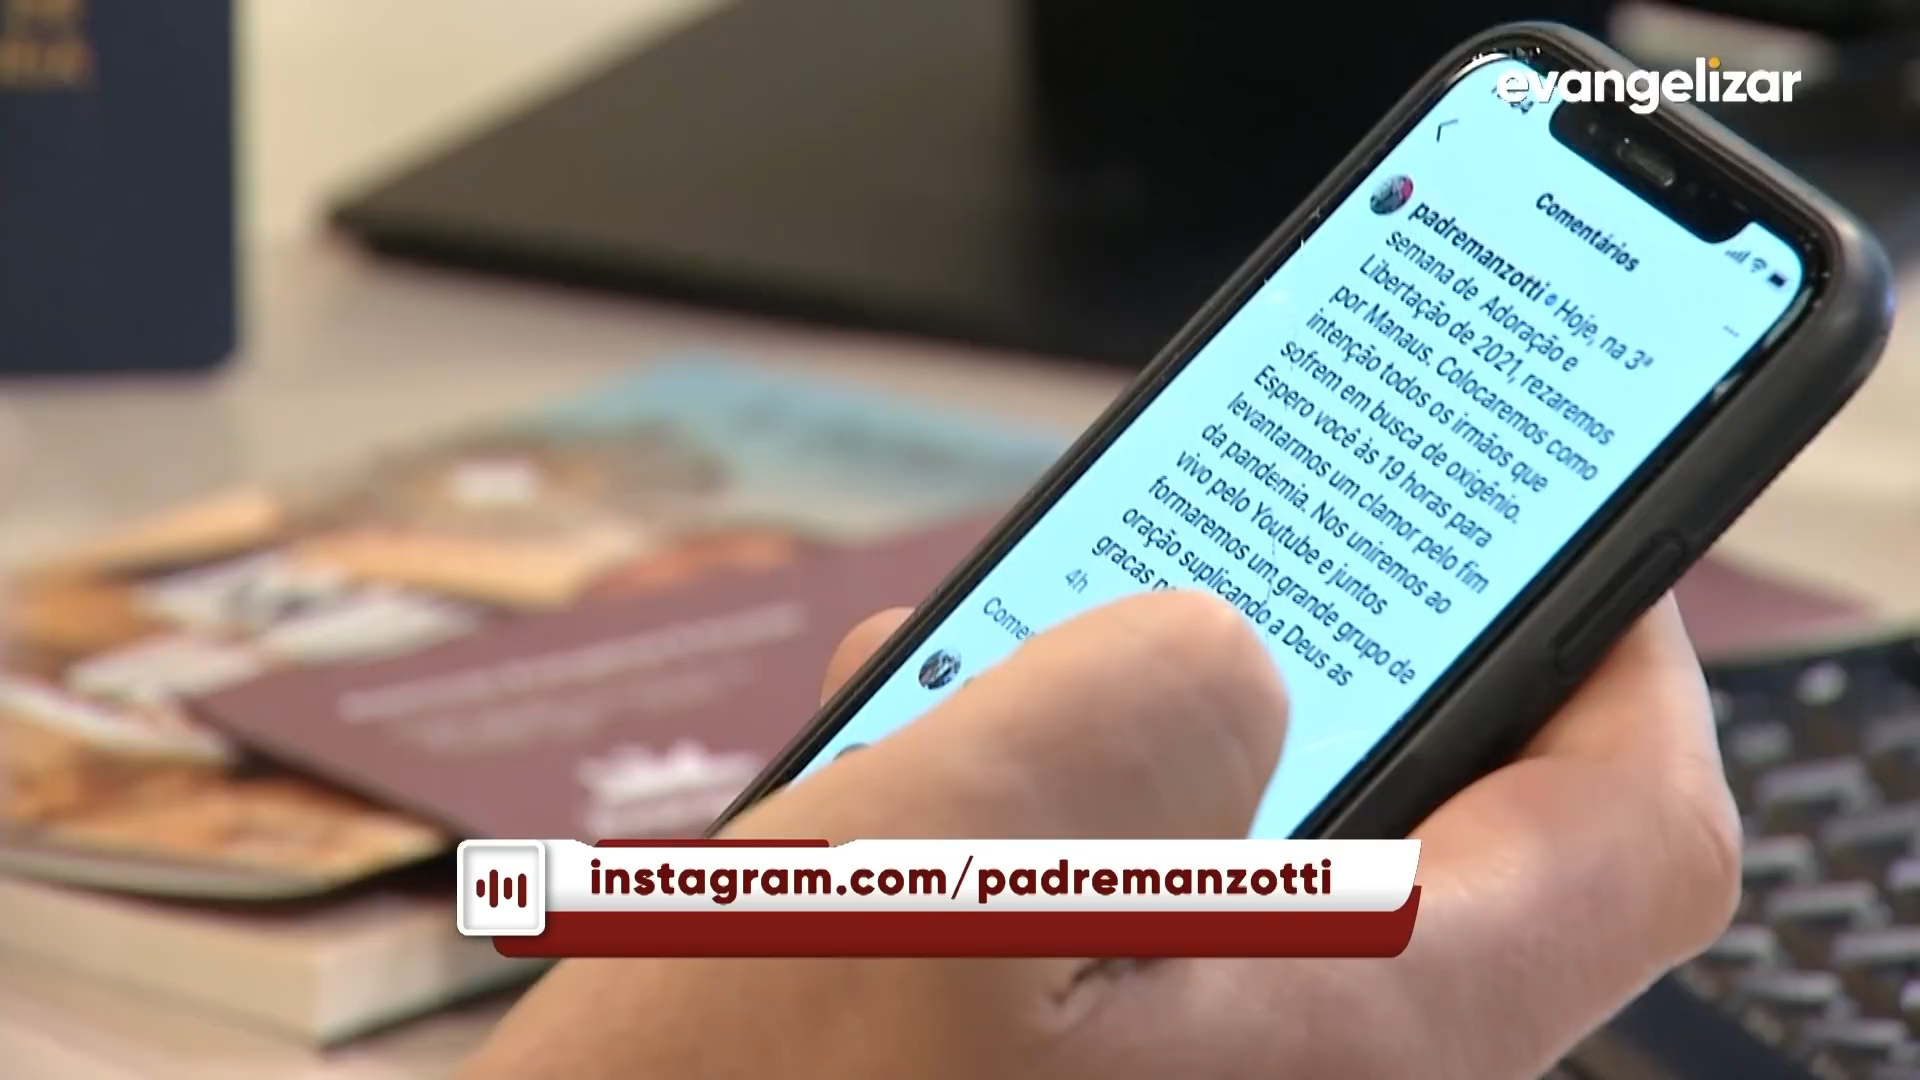 evangelizar
Comentários
padremanzotti Hoje, na 3ª
semana de Adoração e
Libertação de 2021, rezaremos
por Manaus. Colocaremos como
intenção todos os irmãos que
sofrem em busca de oxigênio.
Espero você às 19 horas para
levantarmos um clamor pelo fim
da pandemia. Nos uniremos ao
vivo pelo Youtube e juntos
formaremos um grande grupo de
oração suplicando a Deus as
graças
4h
instagram.com/padremanzotti